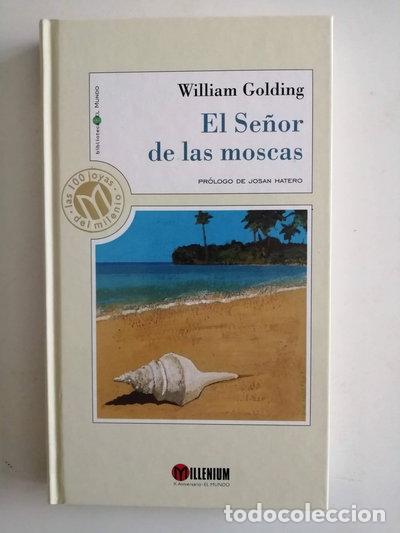 William Golding
El Señor
de las moscas
PRÓLOGO DE JOSAN HATERO
biblioteca EL MUNDO
las 100 joyas
del milenio
MILLENIUM
X Aniversario · EL MUNDO
todocoleccion